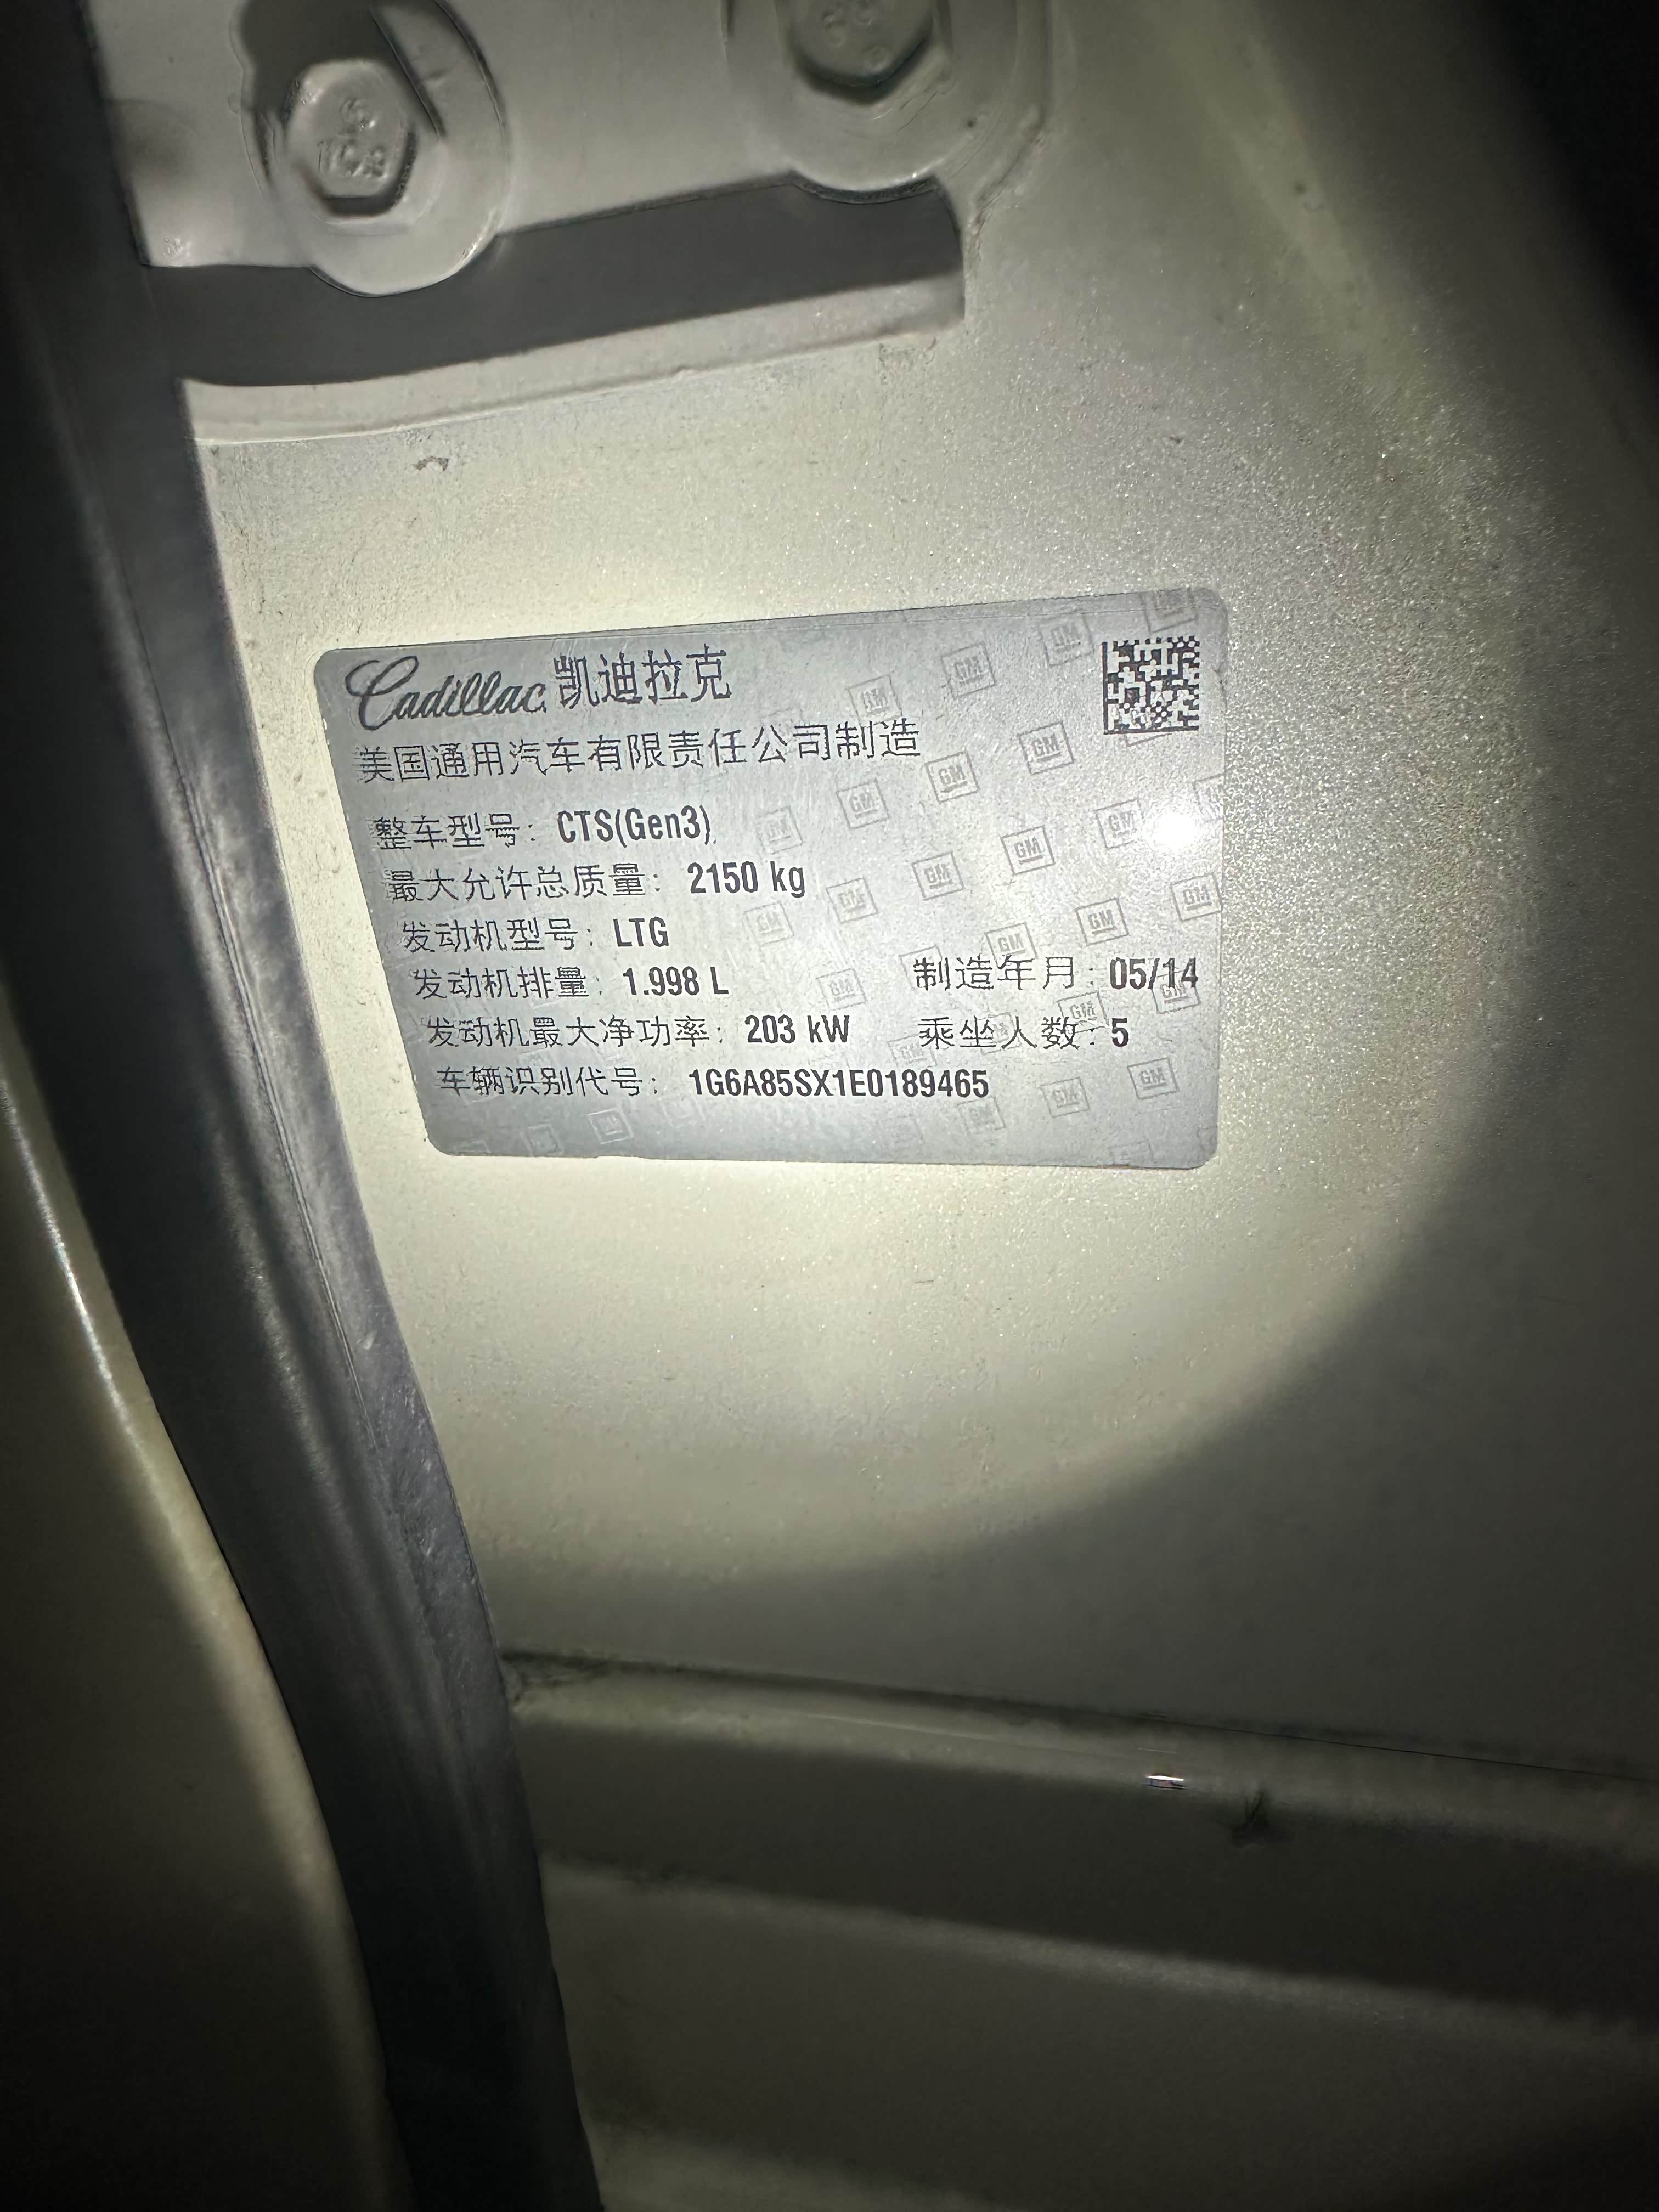 Cadillac 凯迪拉克
美国通用汽车有限责任公司制造
整车型号: CTS(Gen3)
最大允许总质量: 2150 kg
发动机型号: LTG
发动机排量: 1.998 L 制造年月: 05/14
发动机最大净功率: 203 kW 乘坐人数: 5
车辆识别代号: 1G6A85SX1E0189465